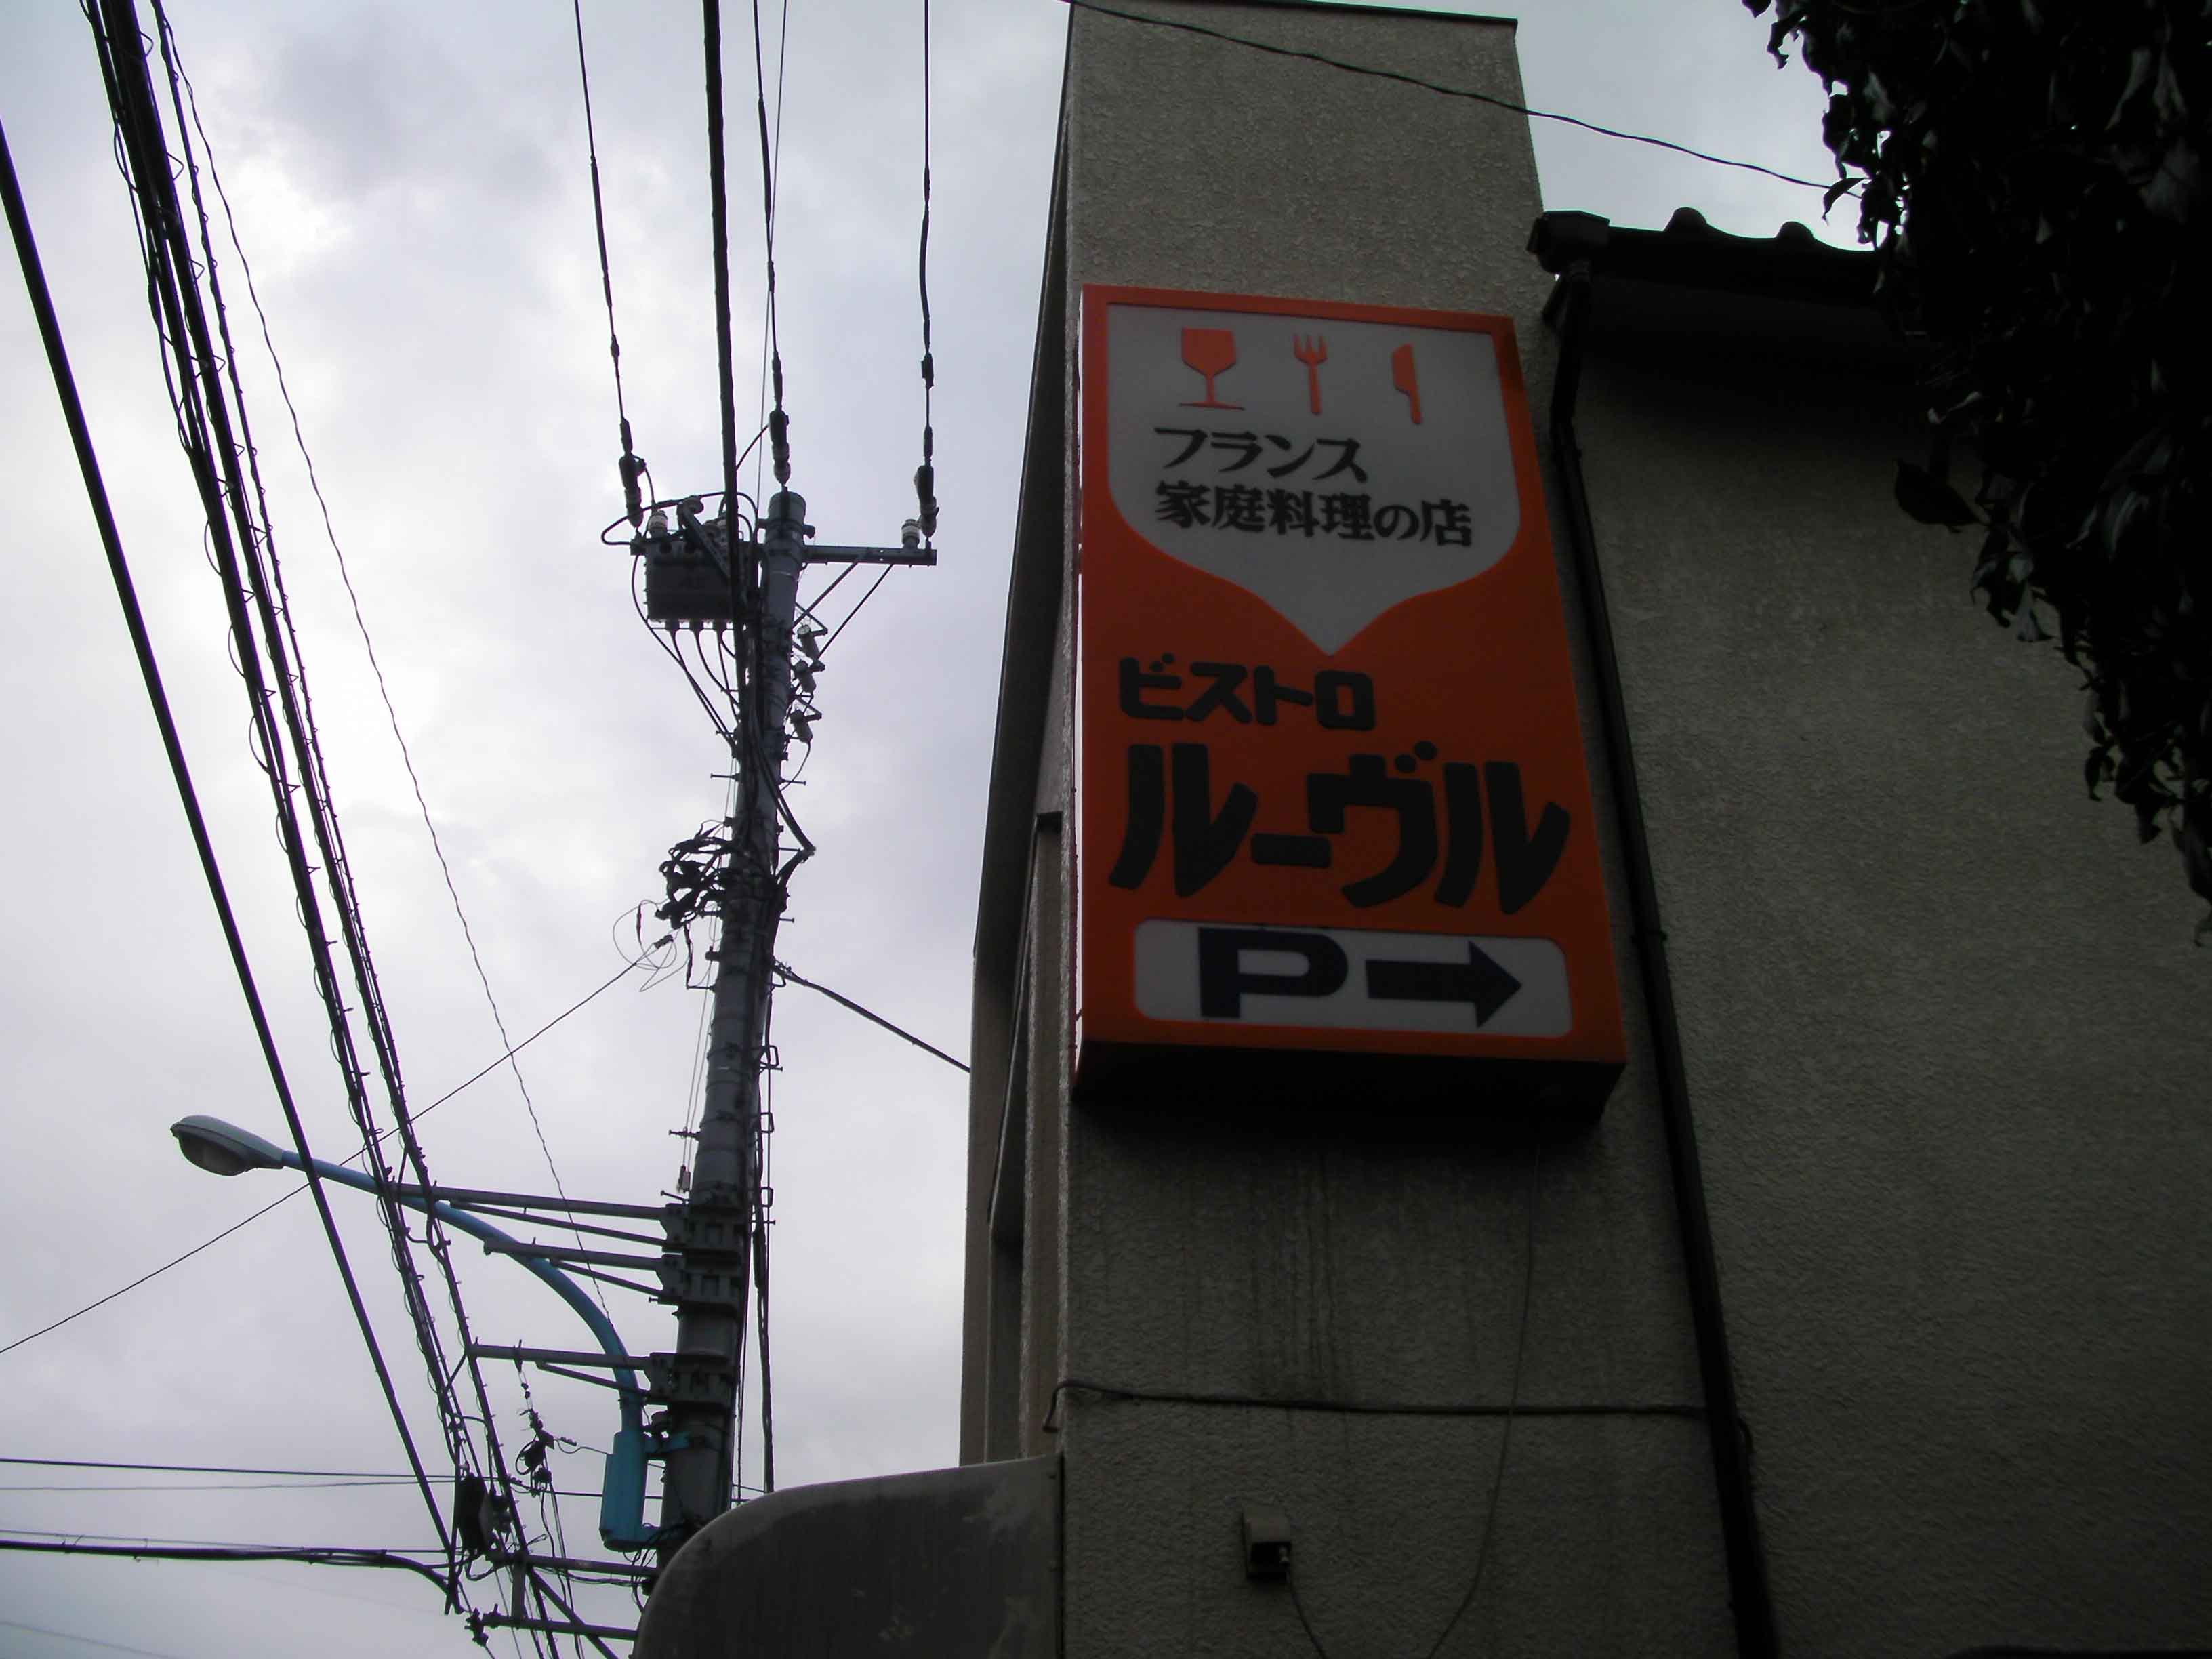 フランス
家庭料理の店
ビストロ
ルーヴル
P→